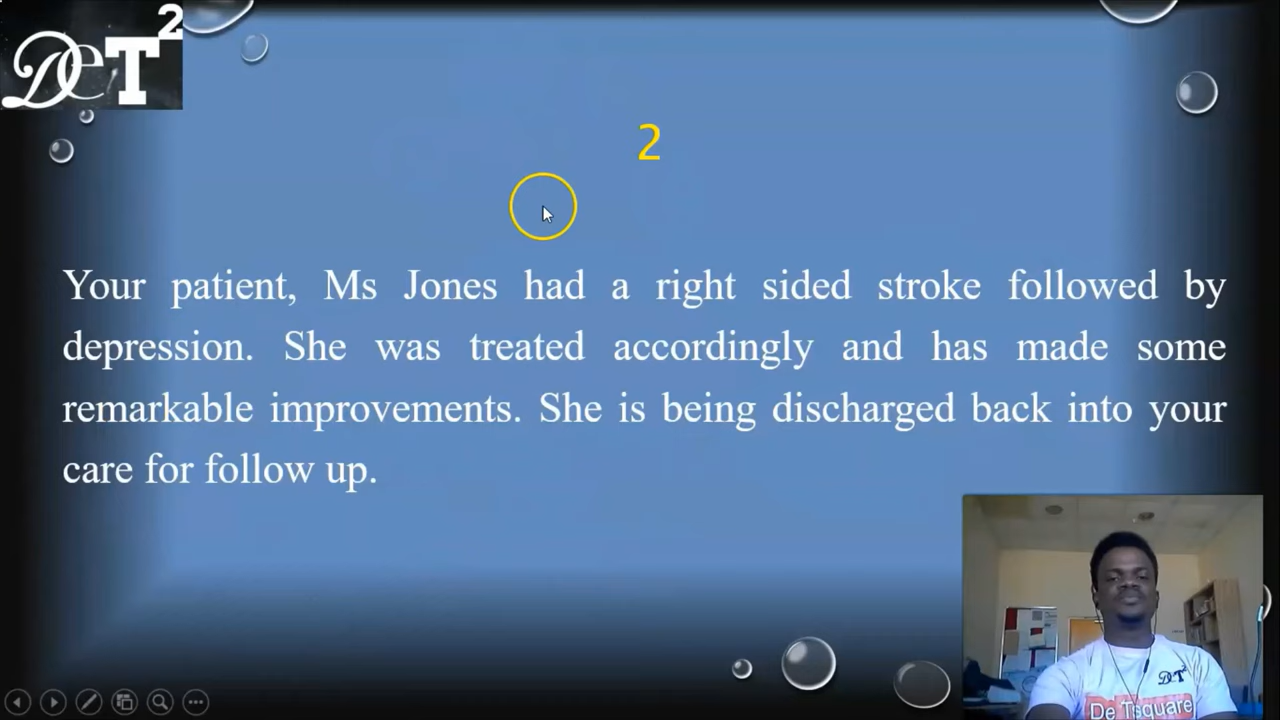 DeT2
2
Your patient, Ms Jones had a right sided stroke followed by
depression. She was treated accordingly and has made some
remarkable improvements. She is being discharged back into your
care for follow up.
DeT2
De Tsquare